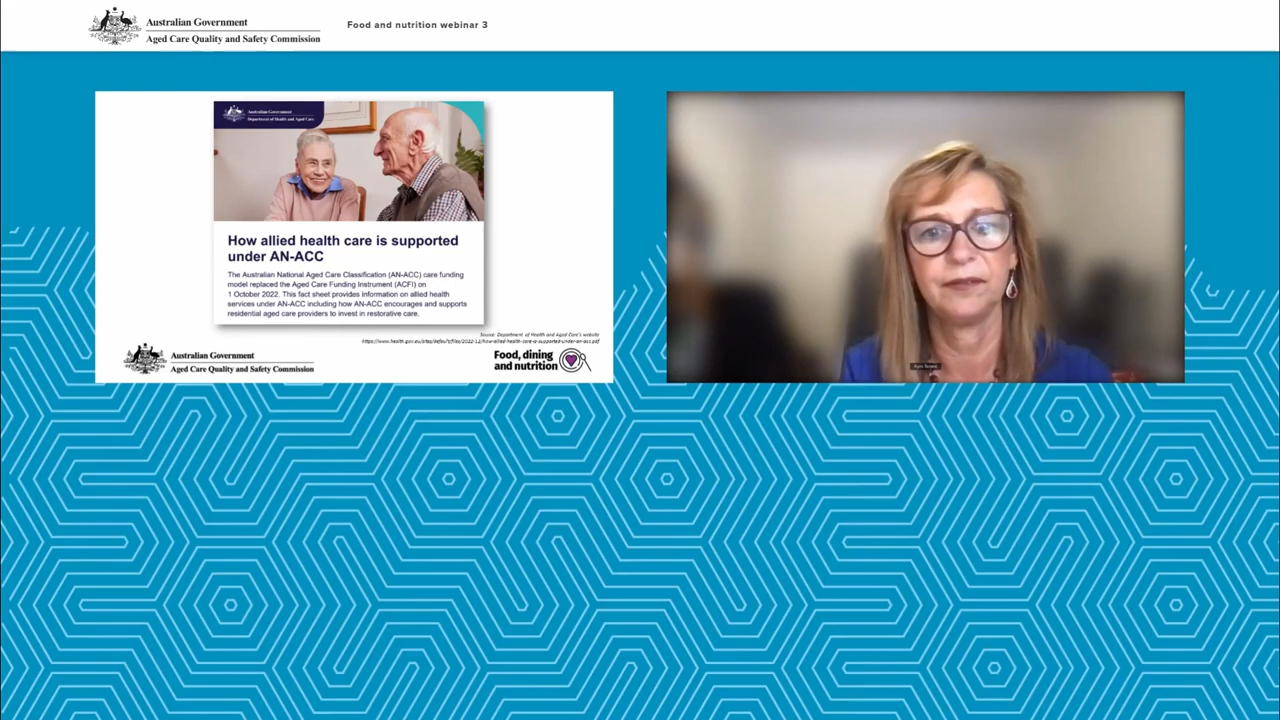 Australian Government
Aged Care Quality and Safety Commission
Food and nutrition webinar 3
Australian Government
Department of Health and Aged Care
How allied health care is supported
under AN-ACC
The Australian National Aged Care Classification (AN-ACC) care funding
model replaced the Aged Care Funding Instrument (ACFI) on
1 October 2022. This fact sheet provides information on allied health
services under AN-ACC including how AN-ACC encourages and supports
residential aged care providers to invest in restorative care.
Source: Department of Health and Aged Care's website
Australian Government
Aged Care Quality and Safety Commission
Food, dining
and nutrition